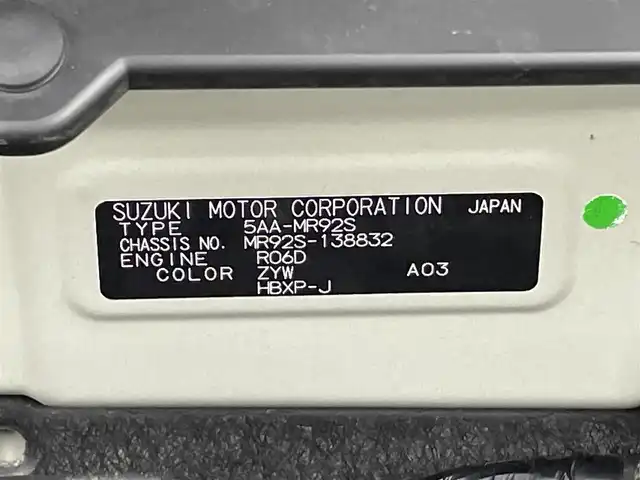 SUZUKI MOTOR CORPORATION JAPAN
TYPE 5AA-MR92S
CHASSIS NO. MR92S-138832
ENGINE R06D
COLOR ZYW A03
HBXP-J